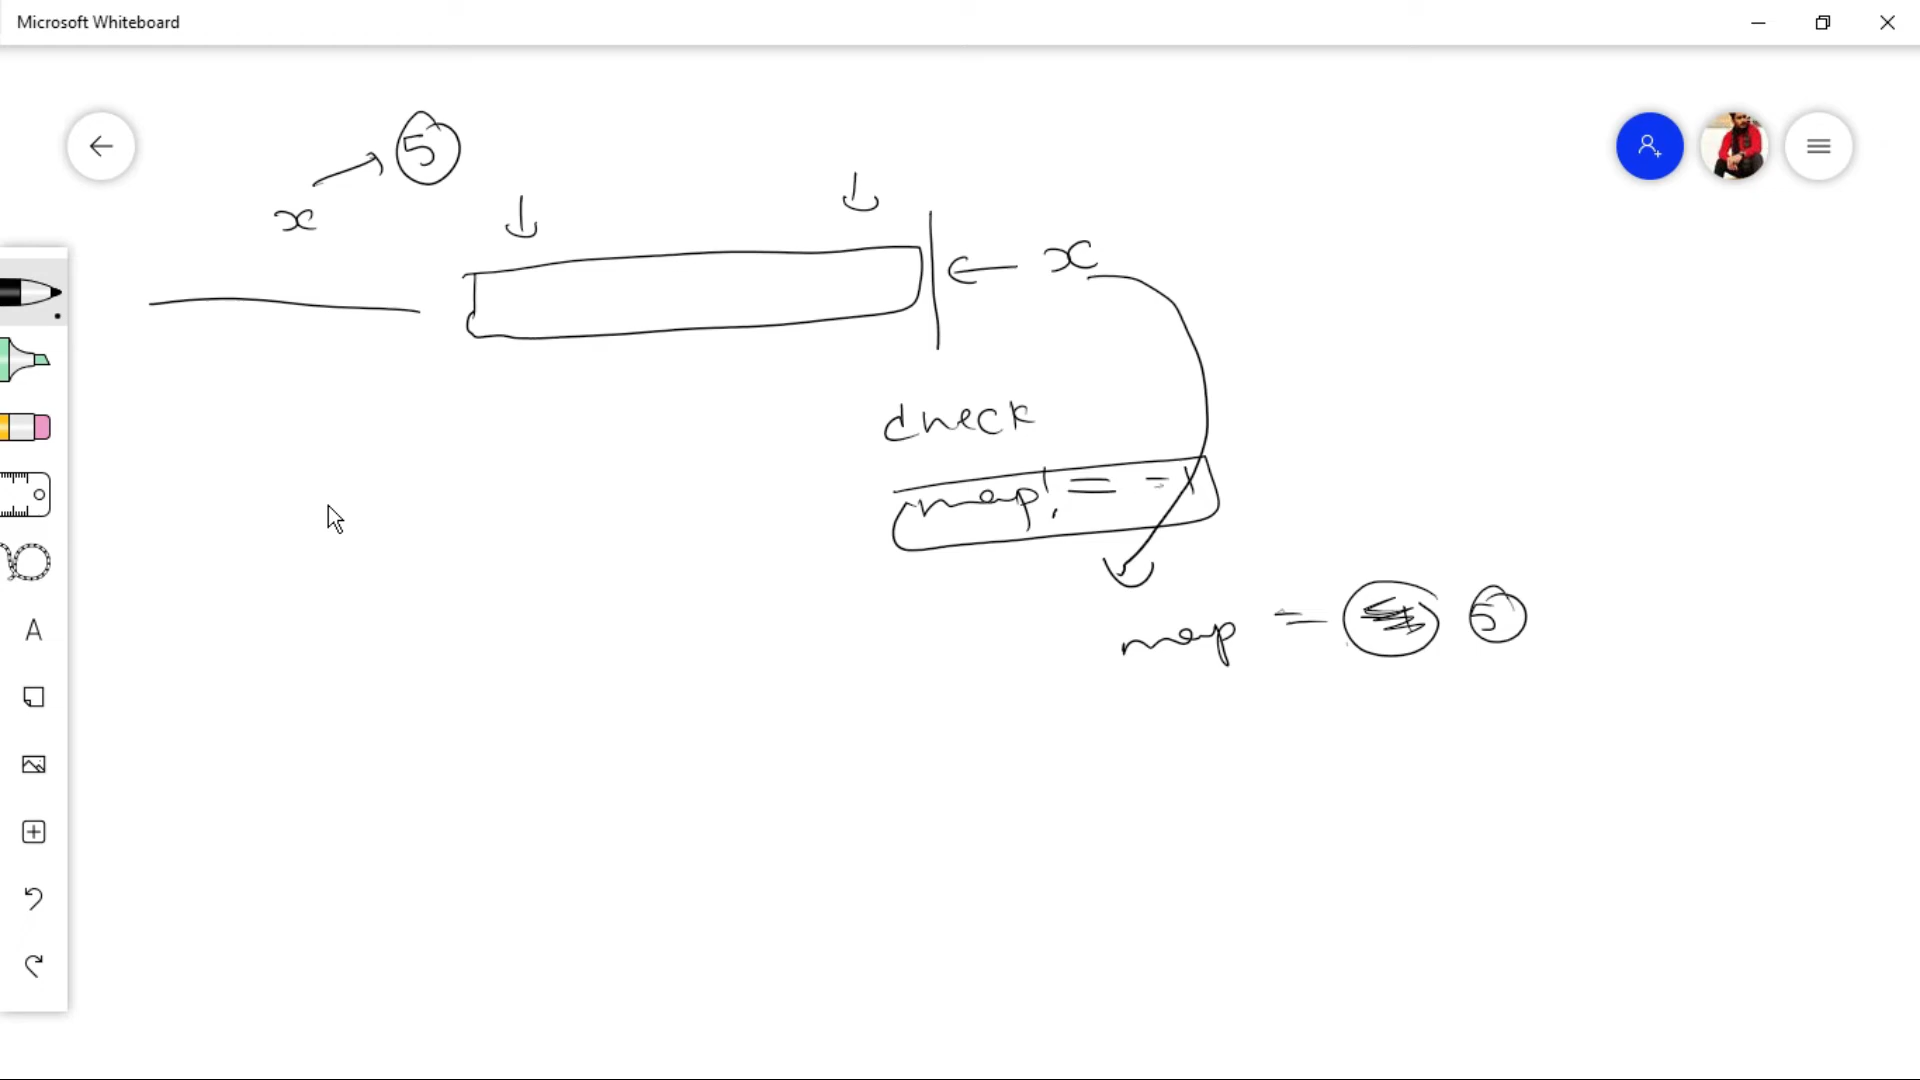 Microsoft Whiteboard
5
x
x
check
map != -1
map = 5
A